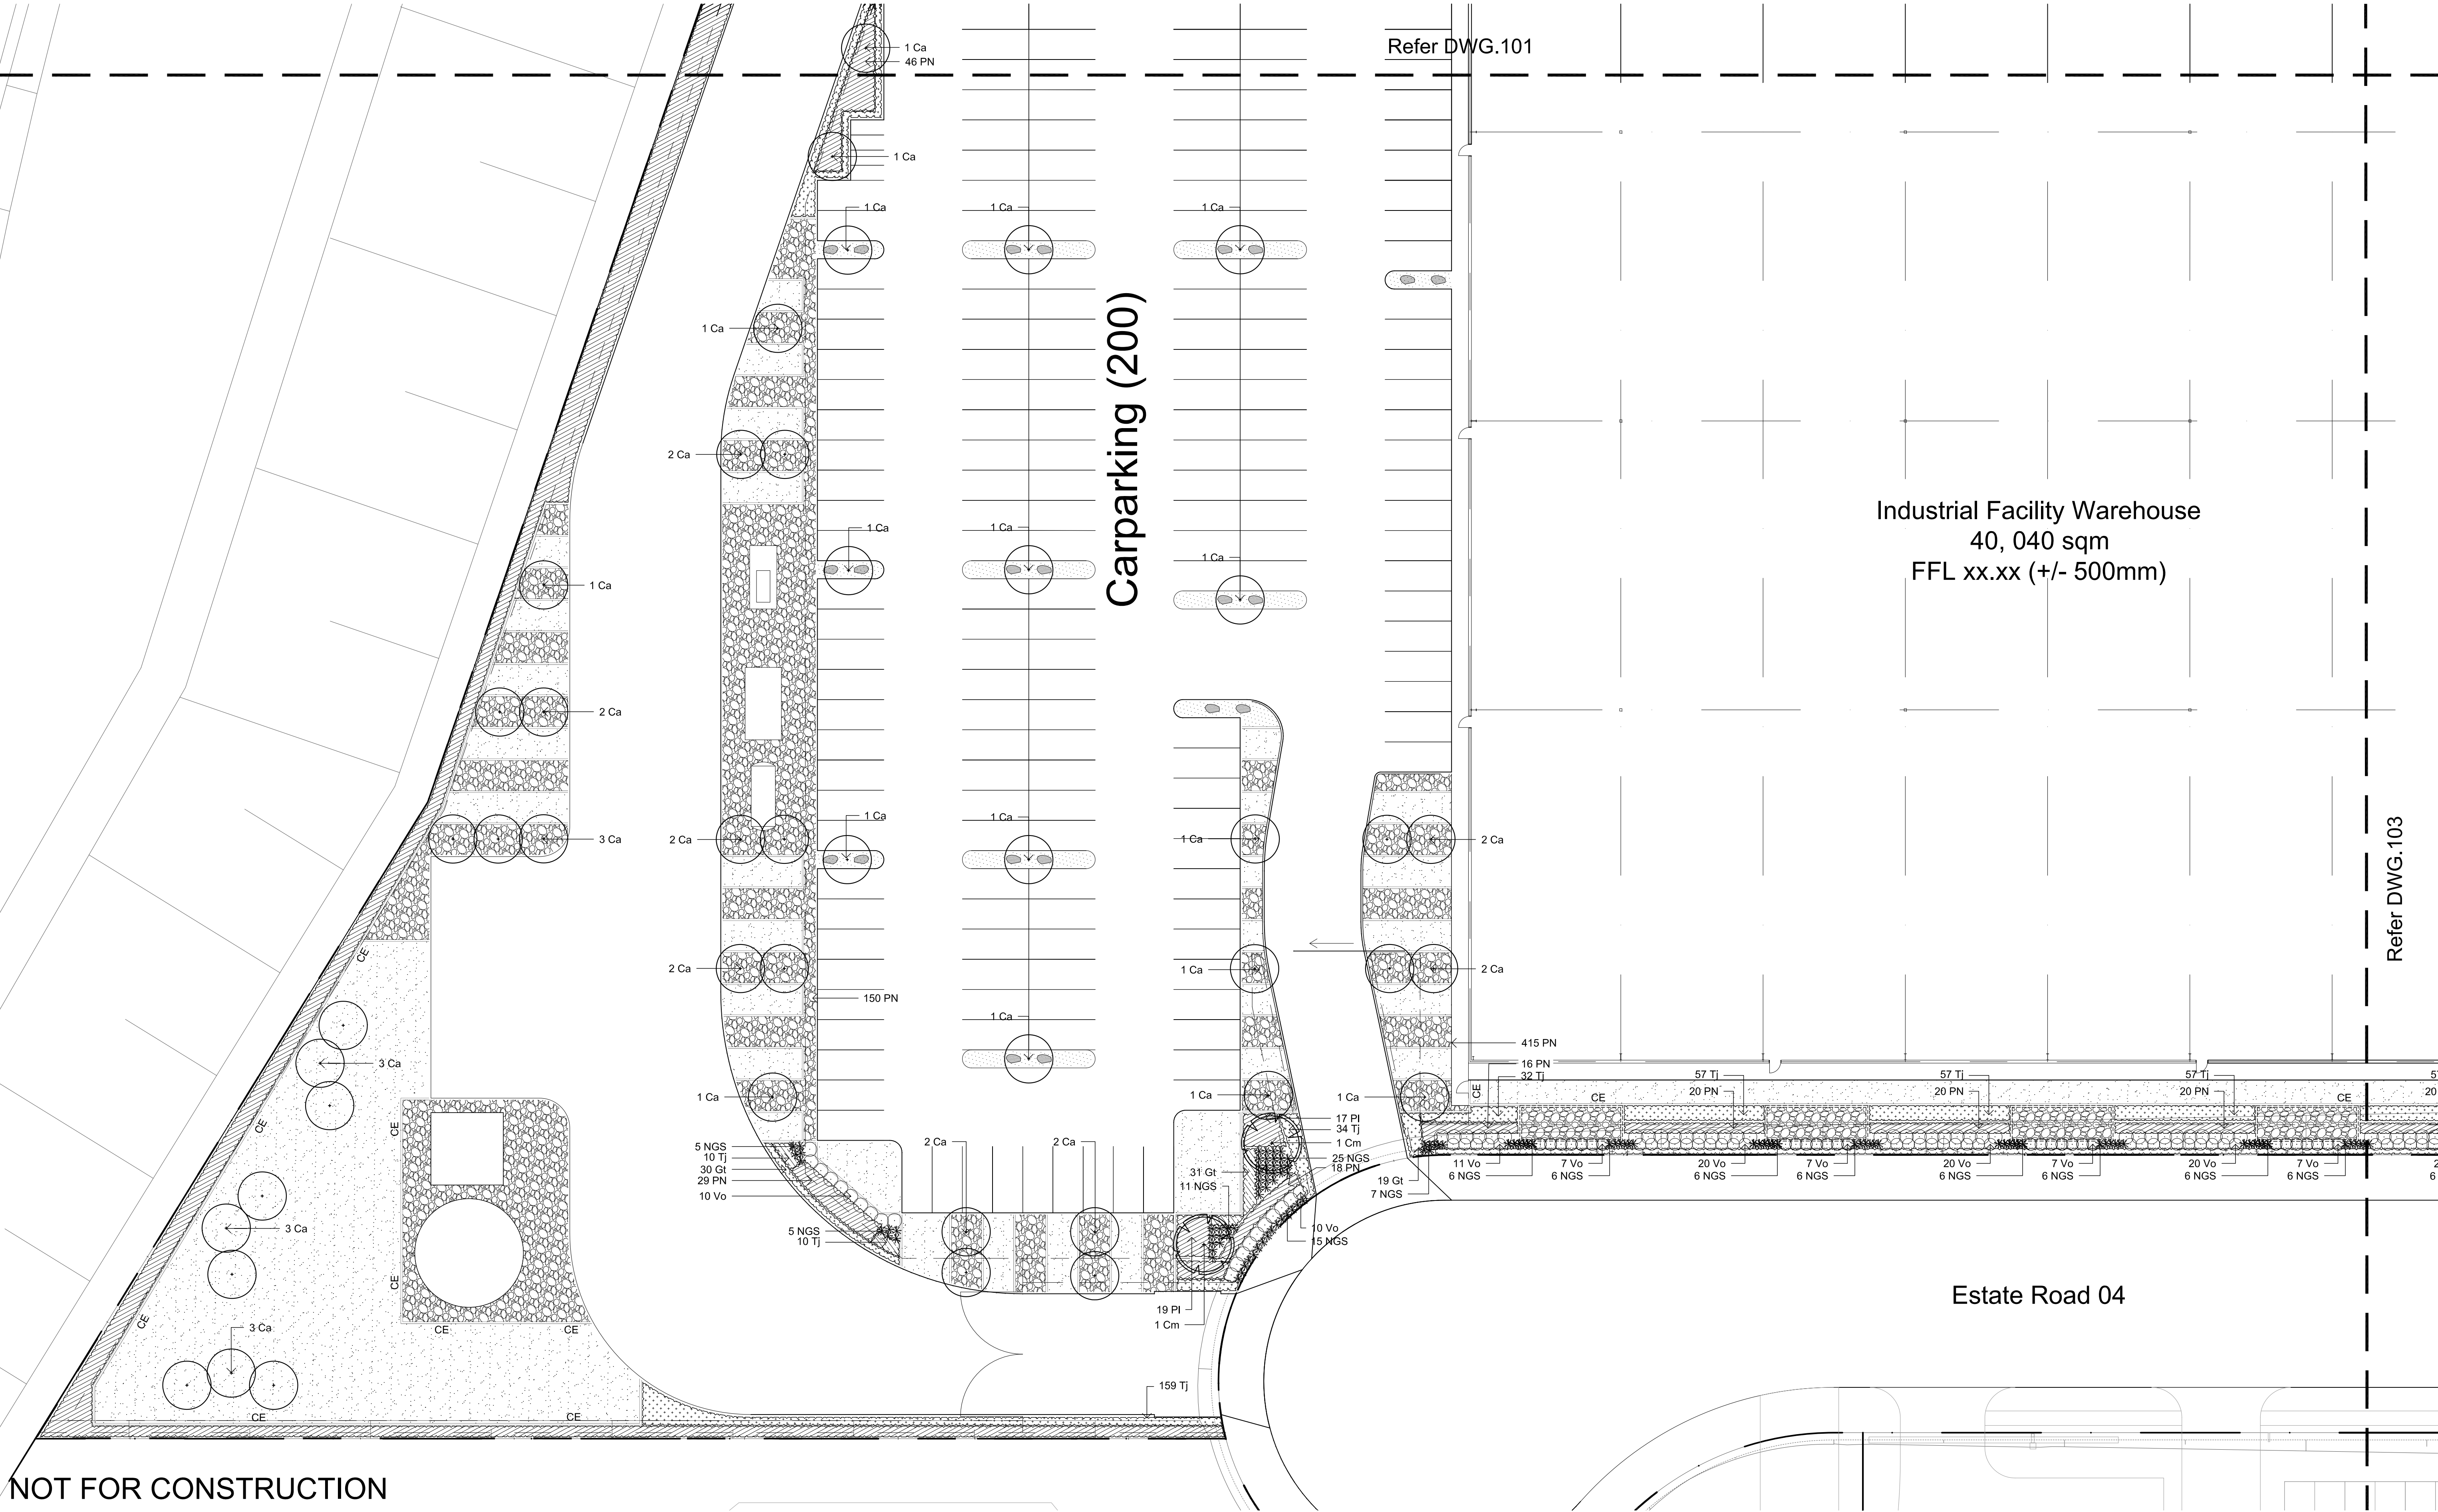 Refer DWG.101
1 Ca
46 PN
1 Ca
1 Ca
1 Ca
1 Ca
1 Ca
Carparking (200)
2 Ca
Industrial Facility Warehouse
40, 040 sqm
FFL xx.xx (+/- 500mm)
1 Ca
1 Ca
1 Ca
1 Ca
2 Ca
1 Ca
1 Ca
2 Ca
3 Ca
1 Ca
2 Ca
Refer DWG.103
CE
2 Ca
1 Ca
2 Ca
150 PN
1 Ca
415 PN
3 Ca
16 PN
32 Tj
57 Tj
57 Tj
57 Tj
5
CE
20 PN
20 PN
20 PN
20
1 Ca
1 Ca
1 Ca
CE
CE
CE
CE
17 Pl
34 Tj
1 Cm
25 NGS
18 PN
5 NGS
10 Tj
30 Gt
29 PN
10 Vo
2 Ca
2 Ca
31 Gt
11 NGS
11 Vo
6 NGS
7 Vo
6 NGS
20 Vo
6 NGS
7 Vo
6 NGS
20 Vo
6 NGS
7 Vo
6 NGS
20 Vo
6 NGS
7 Vo
6 NGS
2
6
19 Gt
7 NGS
3 Ca
5 NGS
10 Tj
10 Vo
15 NGS
CE
Estate Road 04
19 Pl
1 Cm
CE
3 Ca
CE
CE
159 Tj
CE
CE
NOT FOR CONSTRUCTION